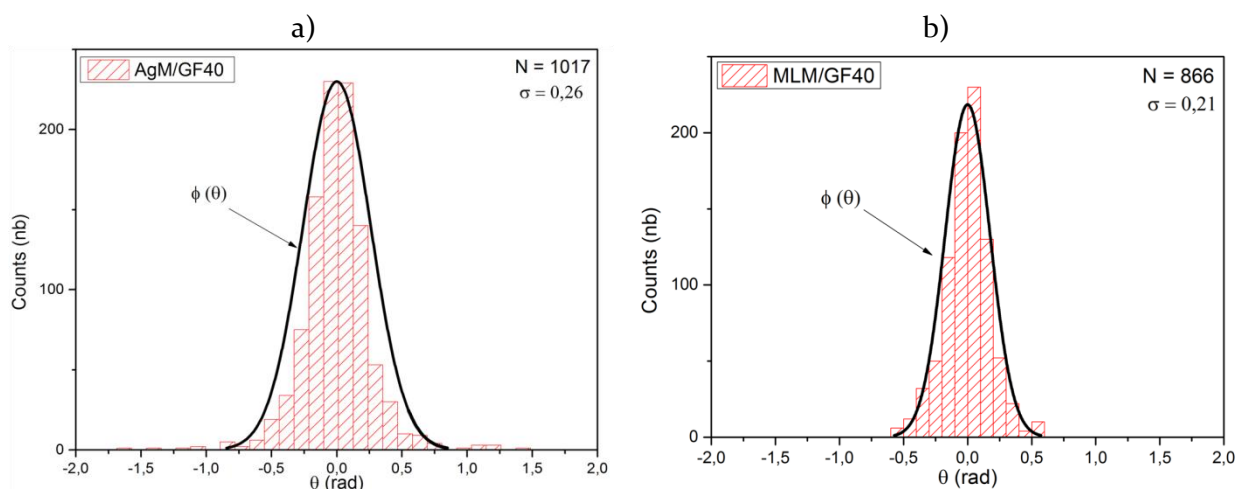 a)
AgM/GF40
N = 1017
σ = 0,26
ϕ (θ)
Counts (nb)
200
100
0
-2,0 -1,5 -1,0 -0,5 0,0 0,5 1,0 1,5 2,0
θ (rad)
b)
MLM/GF40
N = 866
σ = 0,21
ϕ (θ)
Counts (nb)
200
100
0
-2,0 -1,5 -1,0 -0,5 0,0 0,5 1,0 1,5 2,0
θ (rad)